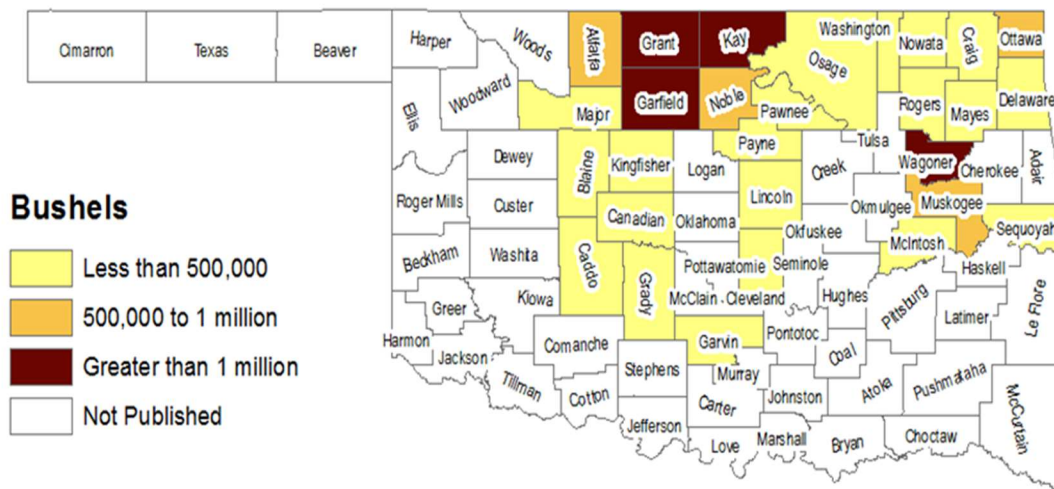 Cimarron
Texas
Beaver
Harper
Woods
Alfalfa
Grant
Kay
Washington
Nowata
Craig
Ottawa
Osage
Ellis
Woodward
Major
Garfield
Noble
Pawnee
Rogers
Mayes
Delaware
Dewey
Blaine
Kingfisher
Logan
Payne
Creek
Tulsa
Wagoner
Cherokee
Adair
Roger Mills
Custer
Canadian
Oklahoma
Lincoln
Okfuskee
Okmulgee
Muskogee
Sequoyah
Beckham
Washita
Caddo
Grady
Pottawatomie
Seminole
McIntosh
Haskell
Greer
Kiowa
McClain
Cleveland
Hughes
Pittsburg
Latimer
Le Flore
Harmon
Jackson
Comanche
Garvin
Pontotoc
Coal
Tillman
Cotton
Stephens
Murray
Carter
Johnston
Atoka
Pushmataha
McCurtain
Jefferson
Love
Marshall
Bryan
Choctaw
Bushels
Less than 500,000
500,000 to 1 million
Greater than 1 million
Not Published